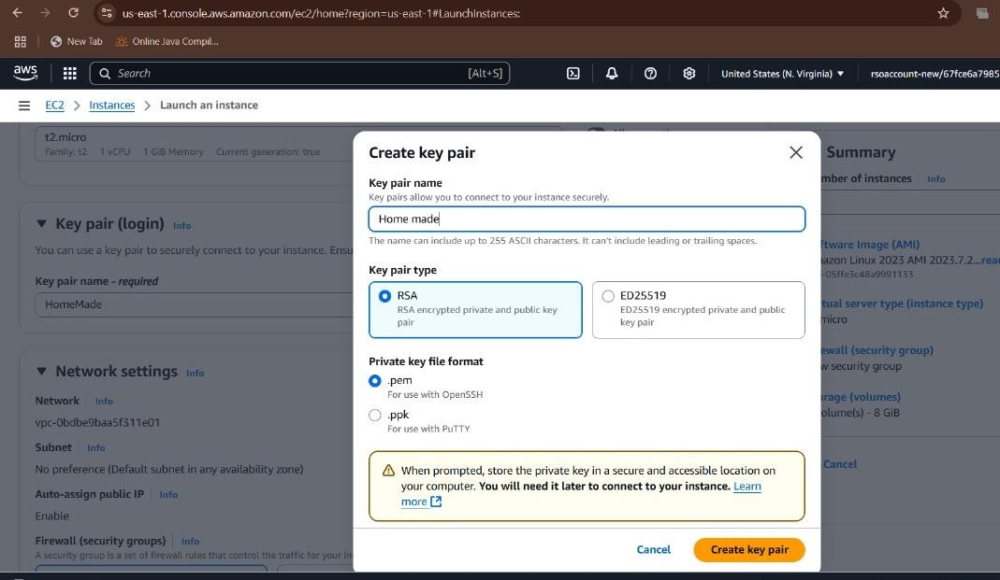 us-east-1.console.aws.amazon.com/ec2/home?region=us-east-1#LaunchInstances:
New Tab
Online Java Compil...
aws
Search
[Alt+S]
United States (N. Virginia)
rsoaccount-new/67fce6a7985
EC2
Instances
Launch an instance
t2.micro
Family: t2 1 vCPU 1 GiB Memory Current generation: true
Key pair (login) Info
You can use a key pair to securely connect to your instance. Ensu
Key pair name - required
HomeMade
Network settings Info
Network Info
vpc-0bdbe9baa5f311e01
Subnet Info
No preference (Default subnet in any availability zone)
Auto-assign public IP Info
Enable
Firewall (security groups) Info
A security group is a set of firewall rules that control the traffic for your ins
Create key pair
Key pair name
Key pairs allow you to connect to your instance securely.
Home made
The name can include up to 255 ASCII characters. It can't include leading or trailing spaces.
Key pair type
RSA
RSA encrypted private and public key
pair
ED25519
ED25519 encrypted private and public
key pair
Private key file format
.pem
For use with OpenSSH
.ppk
For use with PuTTY
When prompted, store the private key in a secure and accessible location on
your computer. You will need it later to connect to your instance. Learn
more
Cancel
Create key pair
Summary
mber of instances Info
ftware Image (AMI)
azon Linux 2023 AMI 2023.7.2...rea
-05ffe3c48a9991133
tual server type (instance type)
micro
ewall (security group)
w security group
rage (volumes)
olume(s) - 8 GiB
Cancel